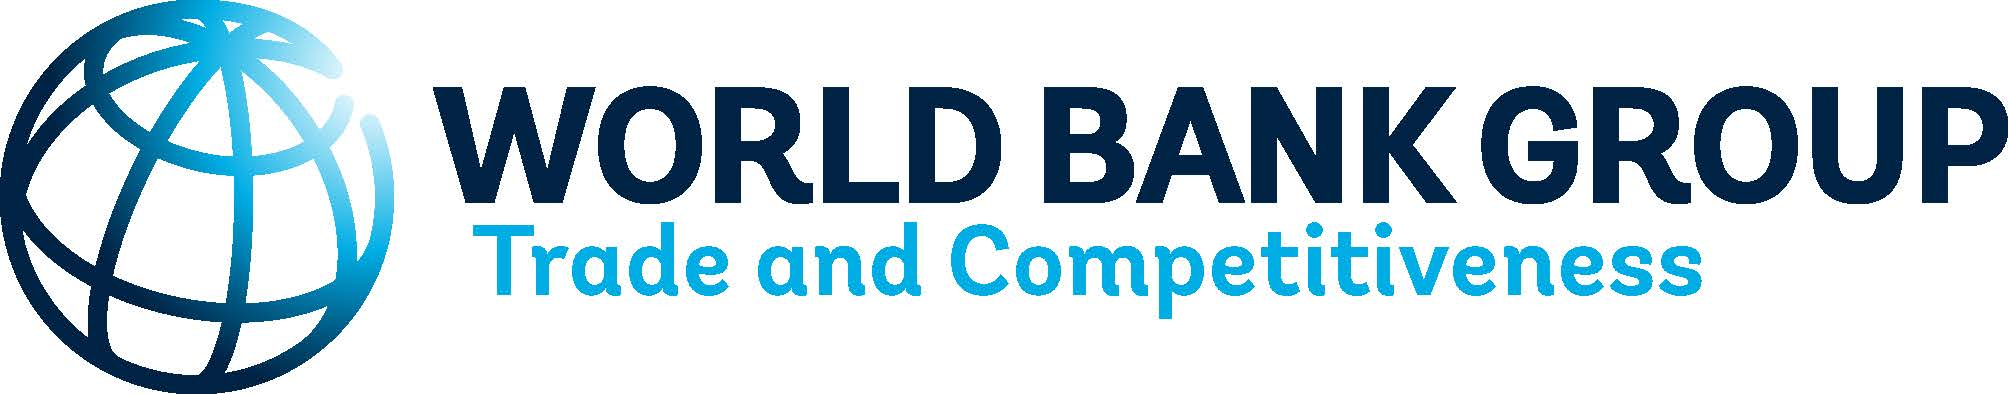 WORLD BANK GROUP
Trade and Competitiveness